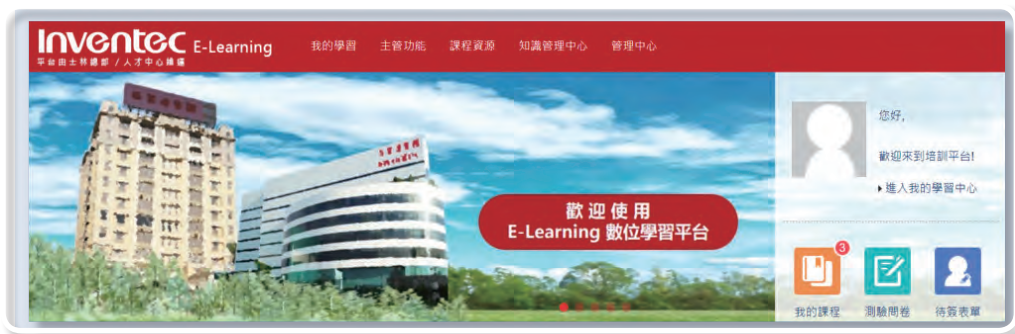 Inventec E-Learning
平台由士林總部 / 人才中心維運
我的學習 主管功能 課程資源 知識管理中心 管理中心
您好,
歡迎來到培訓平台!
進入我的學習中心
歡迎使用
E-Learning 數位學習平台
3
我的課程 測驗問卷 待簽表單